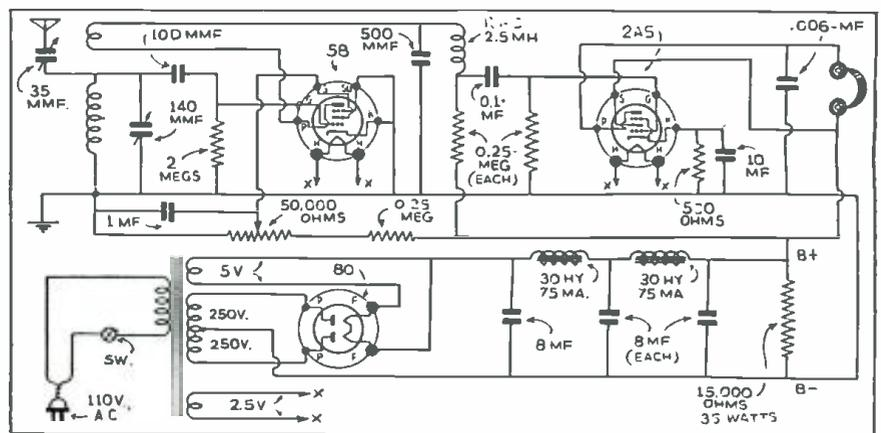 100 MMF
500
MMF
58
2.5 MH
2A5
.006-MF
35
MMF.
140
MMF
2
MEGS
G
SU
S
P
K
H
H
X
X
0.1-
MF
0.25-
MEG
(EACH)
S
G
P
K
H
H
X
X
10
MF
500
OHMS
1 MF
50,000
OHMS
0.25
MEG
B+
5V
80
P
F
P
F
250V.
250V.
30 HY
75 MA.
30 HY
75 MA
8 MF
8 MF
(EACH)
SW.
110V.
A C
2.5V
X
X
15,000
OHMS
35 WATTS
B-